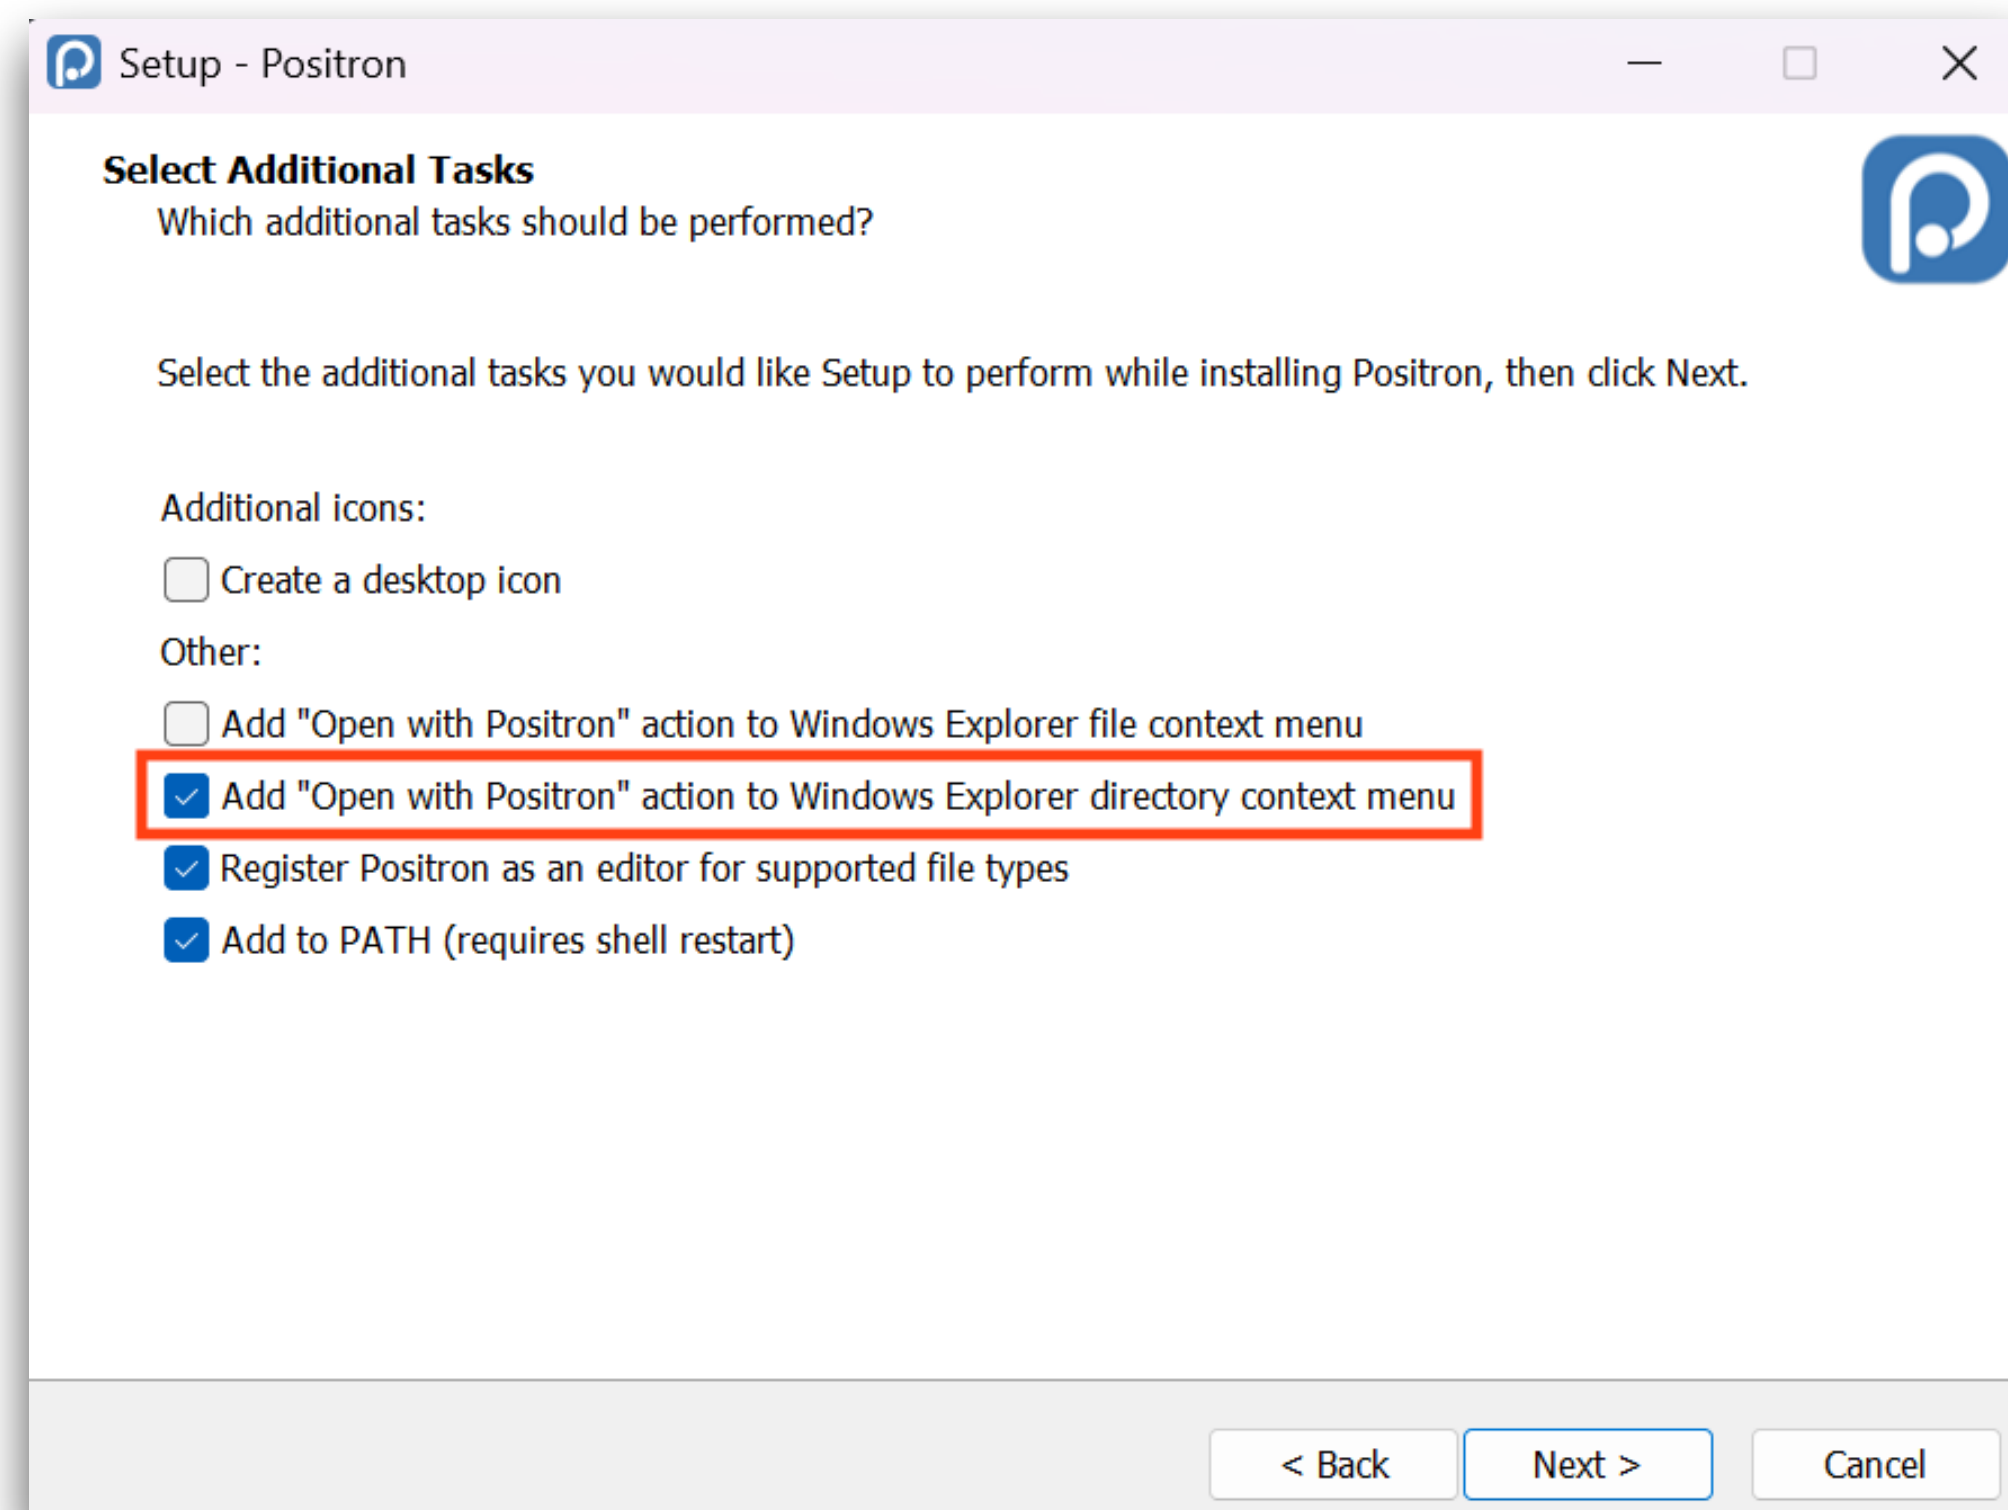 Setup - Positron
Select Additional Tasks
Which additional tasks should be performed?
Select the additional tasks you would like Setup to perform while installing Positron, then click Next.
Additional icons:
Create a desktop icon
Other:
Add "Open with Positron" action to Windows Explorer file context menu
Add "Open with Positron" action to Windows Explorer directory context menu
Register Positron as an editor for supported file types
Add to PATH (requires shell restart)
< Back Next > Cancel